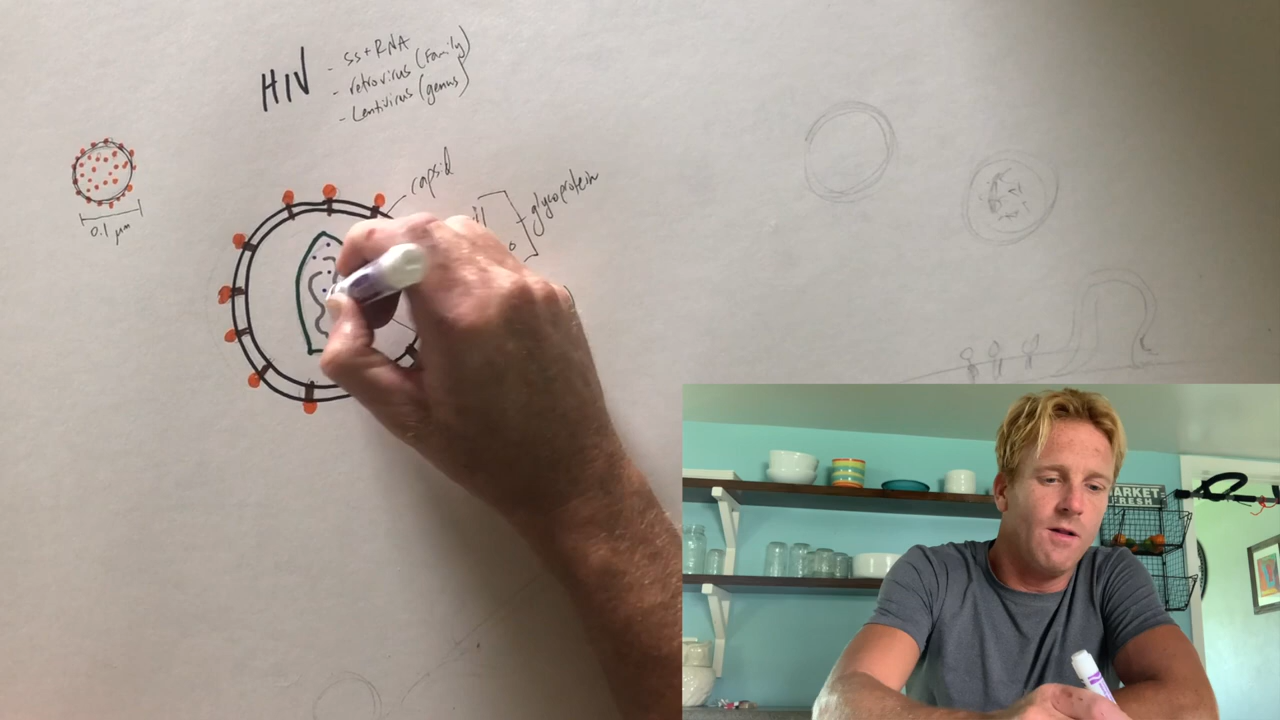 HIV
- ss+RNA
- retrovirus (Family)
- Lentivirus (genus)
0.1 µm
capsid
glycoprotein
MARKET
FRESH